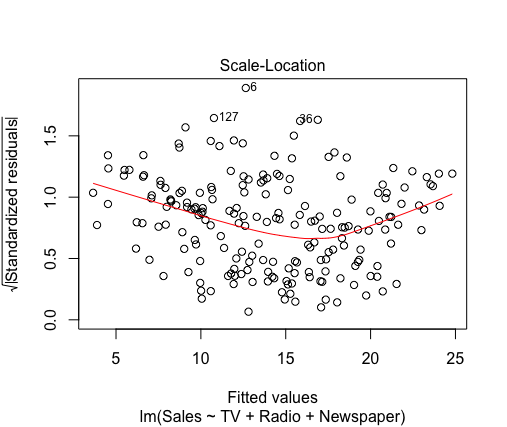 Scale-Location
√|Standardized residuals|
1.5
1.0
0.5
0.0
6
127
36
5 10 15 20 25
Fitted values
lm(Sales ~ TV + Radio + Newspaper)